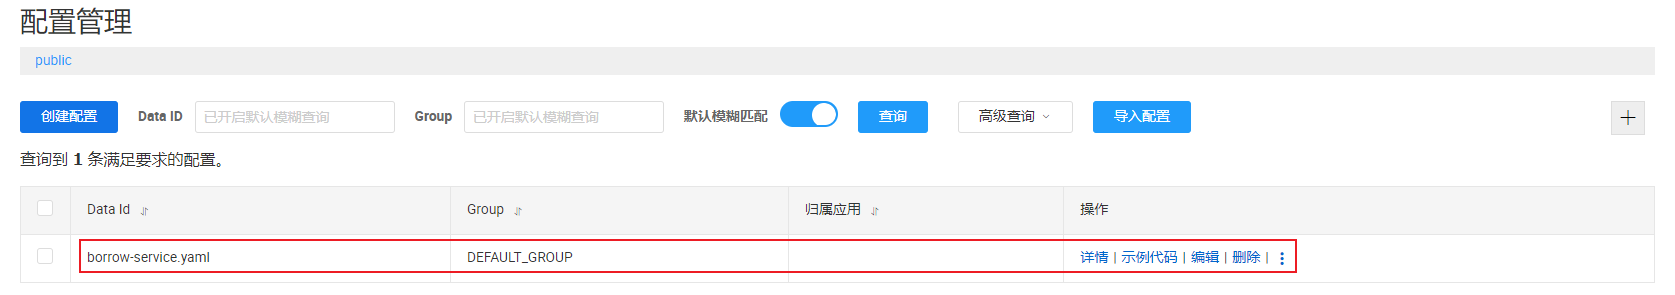 配置管理
public
创建配置 Data ID 已开启默认模糊查询 Group 已开启默认模糊查询 默认模糊匹配 查询 高级查询 导入配置
查询到 1 条满足要求的配置。
Data Id Group 归属应用 操作
borrow-service.yaml DEFAULT_GROUP 详情 | 示例代码 | 编辑 | 删除 |